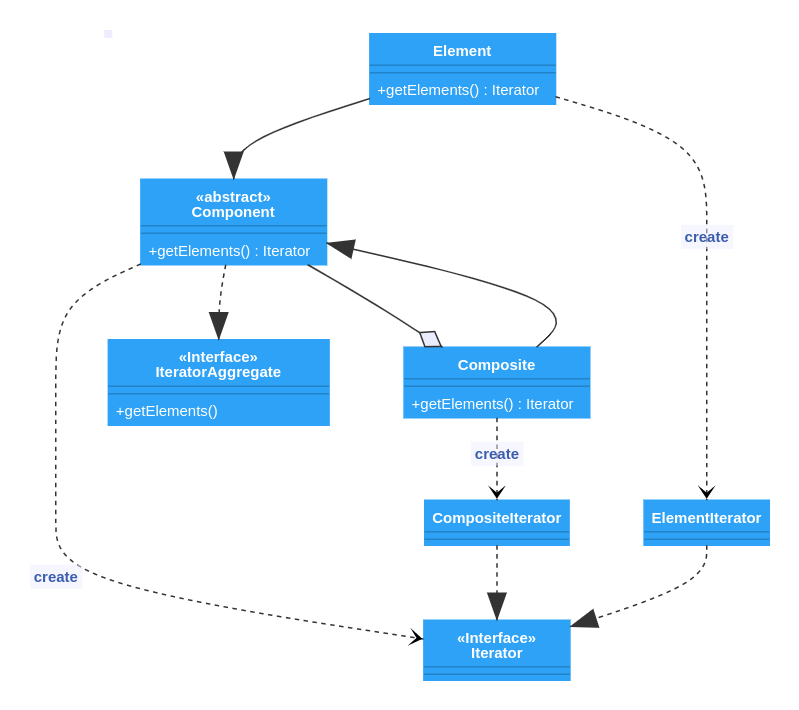 Element
+getElements() : Iterator
«abstract»
Component
+getElements() : Iterator
create
«Interface»
IteratorAggregate
+getElements()
Composite
+getElements() : Iterator
create
CompositeIterator
ElementIterator
create
«Interface»
Iterator